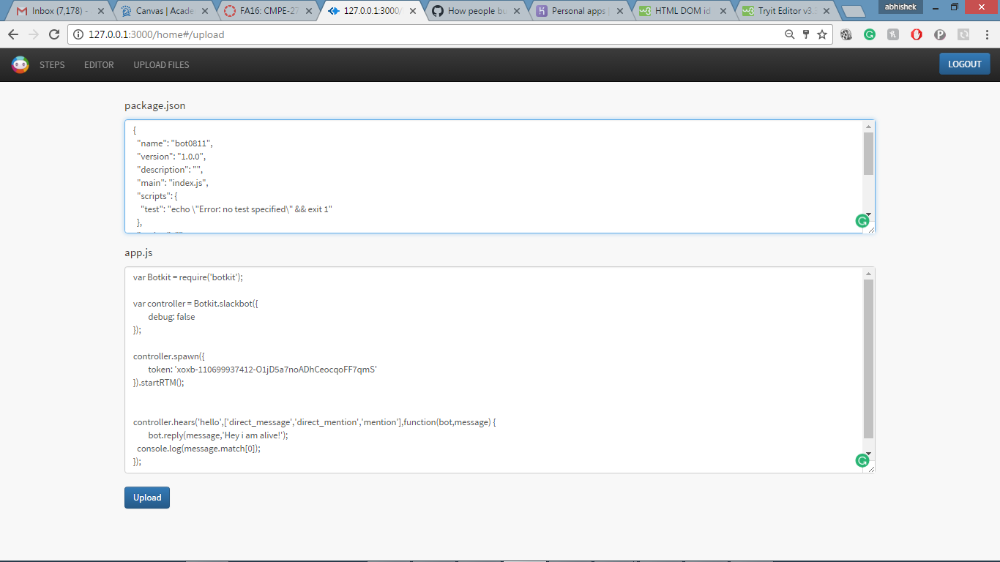 Inbox (7,178) -
Canvas | Acade
FA16: CMPE-27
127.0.0.1:3000/
How people bu
Personal apps |
HTML DOM id
Tryit Editor v3.
abhishek
127.0.0.1:3000/home#/upload
STEPS
EDITOR
UPLOAD FILES
LOGOUT
package.json
{
"name": "bot0811",
"version": "1.0.0",
"description": "",
"main": "index.js",
"scripts": {
"test": "echo \"Error: no test specified\" && exit 1"
},
app.js
var Botkit = require('botkit');
var controller = Botkit.slackbot({
debug: false
});
controller.spawn({
token: 'xoxb-110699937412-O1jD5a7noADhCeocqoFF7qmS'
}).startRTM();
controller.hears('hello',['direct_message','direct_mention','mention'],function(bot,message) {
bot.reply(message,'Hey i am alive!');
console.log(message.match[0]);
});
Upload